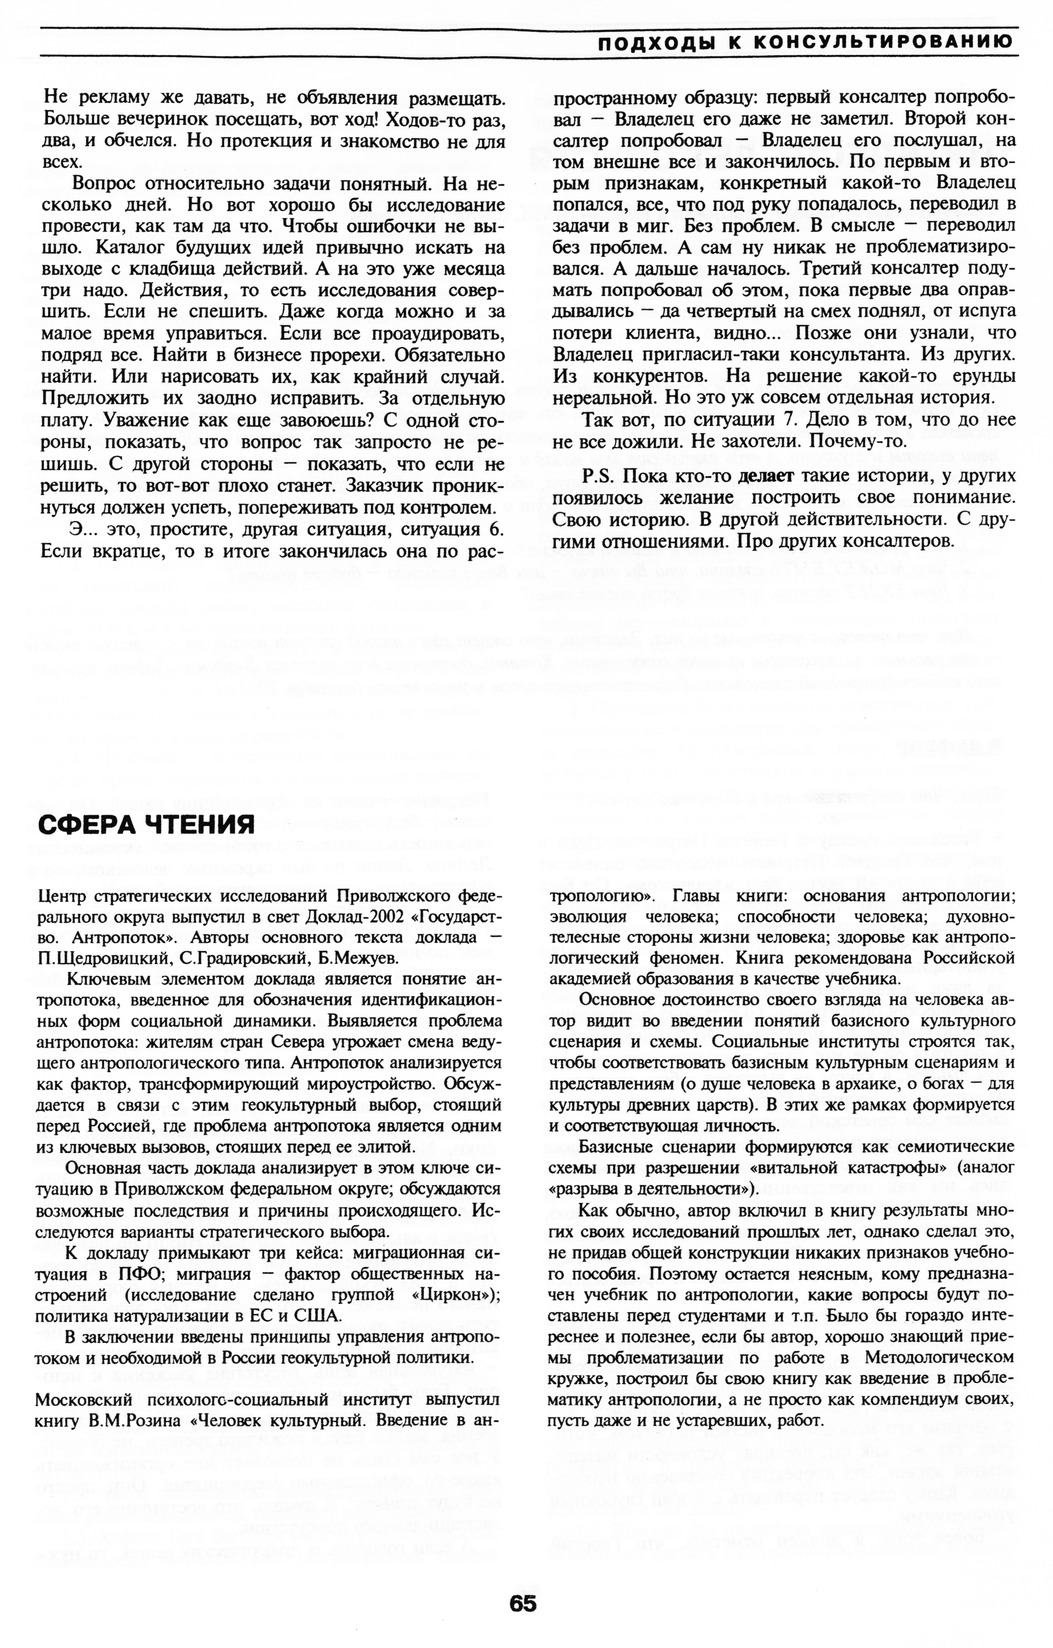 ПОДХОДЫ К КОНСУЛЬТИРОВАНИЮ
Не рекламу же давать, не объявления размещать.
Больше вечеринок посещать, вот ход! Ходов-то раз,
два, и обчелся. Но протекция и знакомство не для
всех.
Вопрос относительно задачи понятный. На не-
сколько дней. Но вот хорошо бы исследование
провести, как там да что. Чтобы ошибочки не вы-
шло. Каталог будущих идей привычно искать на
выходе с кладбища действий. А на это уже месяца
три надо. Действия, то есть исследования совер-
шить. Если не спешить. Даже когда можно и за
малое время управиться. Если все проаудировать,
подряд все. Найти в бизнесе прорехи. Обязательно
найти. Или нарисовать их, как крайний случай.
Предложить их заодно исправить. За отдельную
плату. Уважение как еще завоюешь? С одной сто-
роны, показать, что вопрос так запросто не ре-
шишь. С другой стороны — показать, что если не
решить, то вот-вот плохо станет. Заказчик проник-
нуться должен успеть, попереживать под контролем.
Э... это, простите, другая ситуация, ситуация 6.
Если вкратце, то в итоге закончилась она по рас-
пространному образцу: первый консалтер попробо-
вал — Владелец его даже не заметил. Второй кон-
салтер попробовал — Владелец его послушал, на
том внешне все и закончилось. По первым и вто-
рым признакам, конкретный какой-то Владелец
попался, все, что под руку попадалось, переводил в
задачи в миг. Без проблем. В смысле — переводил
без проблем. А сам ну никак не проблематизиро-
вался. А дальше началось. Третий консалтер поду-
мать попробовал об этом, пока первые два оправ-
дывались — да четвертый на смех поднял, от испуга
потери клиента, видно... Позже они узнали, что
Владелец пригласил-таки консультанта. Из других.
Из конкурентов. На решение какой-то ерунды
нереальной. Но это уж совсем отдельная история.
Так вот, по ситуации 7. Дело в том, что до нее
не все дожили. Не захотели. Почему-то.
P.S. Пока кто-то делает такие истории, у других
появилось желание построить свое понимание.
Свою историю. В другой действительности. С дру-
гими отношениями. Про других консалтеров.
СФЕРА ЧТЕНИЯ
Центр стратегических исследований Приволжского феде-
рального округа выпустил в свет Доклад-2002 «Государст-
во. Антропоток». Авторы основного текста доклада —
П.Щедровицкий, С.Градировский, Б.Межуев.
Ключевым элементом доклада является понятие ан-
тропотока, введенное для обозначения идентификацион-
ных форм социальной динамики. Выявляется проблема
антропотока: жителям стран Севера угрожает смена веду-
щего антропологического типа. Антропоток анализируется
как фактор, трансформирующий мироустройство. Обсуж-
дается в связи с этим геокультурный выбор, стоящий
перед Россией, где проблема антропотока является одним
из ключевых вызовов, стоящих перед ее элитой.
Основная часть доклада анализирует в этом ключе си-
туацию в Приволжском федеральном округе; обсуждаются
возможные последствия и причины происходящего. Ис-
следуются варианты стратегического выбора.
К докладу примыкают три кейса: миграционная си-
туация в ПФО; миграция — фактор общественных на-
строений (исследование сделано группой «Циркон»);
политика натурализации в ЕС и США.
В заключении введены принципы управления антропо-
током и необходимой в России геокультурной политики.
Московский психолого-социальный институт выпустил
книгу В.М.Розина «Человек культурный. Введение в ан-
тропологию». Главы книги: основания антропологии;
эволюция человека; способности человека; духовно-
телесные стороны жизни человека; здоровье как антропо-
логический феномен. Книга рекомендована Российской
академией образования в качестве учебника.
Основное достоинство своего взгляда на человека ав-
тор видит во введении понятий базисного культурного
сценария и схемы. Социальные институты строятся так,
чтобы соответствовать базисным культурным сценариям и
представлениям (о душе человека в архаике, о богах — для
культуры древних царств). В этих же рамках формируется
и соответствующая личность.
Базисные сценарии формируются как семиотические
схемы при разрешении «витальной катастрофы» (аналог
«разрыва в деятельности»).
Как обычно, автор включил в книгу результаты мно-
гих своих исследований прошлых лет, однако сделал это,
не придав общей конструкции никаких признаков учебно-
го пособия. Поэтому остается неясным, кому предназна-
чен учебник по антропологии, какие вопросы будут по-
ставлены перед студентами и т.п. Было бы гораздо инте-
реснее и полезнее, если бы автор, хорошо знающий прие-
мы проблематизации по работе в Методологическом
кружке, построил бы свою книгу как введение в пробле-
матику антропологии, а не просто как компендиум своих,
пусть даже и не устаревших, работ.
65